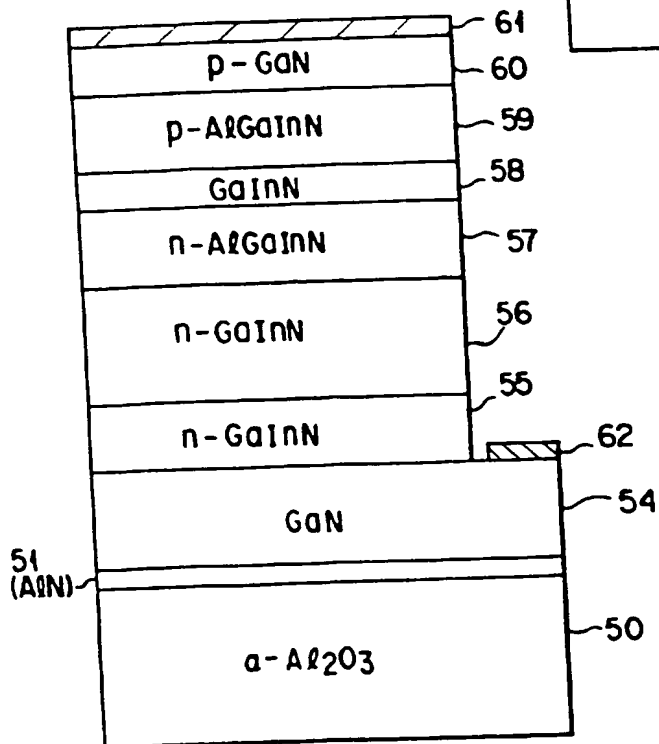 61
p-GaN 60
p-AlGaInN 59
GaInN 58
n-AlGaInN 57
n-GaInN 56
55
n-GaInN
62
GaN 54
51
(AlN)
50
a-Al2O3